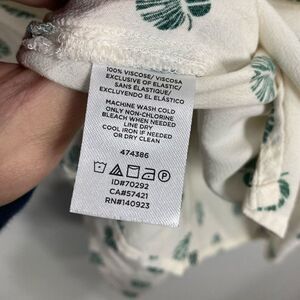 100% VISCOSE/ VISCOSA
EXCLUSIVE OF ELASTIC/
SANS ÉLASTIQUE/
EXCLUYENDO EL ELÁSTICO
MACHINE WASH COLD
ONLY NON-CHLORINE
BLEACH WHEN NEEDED
LINE DRY
COOL IRON IF NEEDED
OR DRY CLEAN
474386
ID#70292
CA#57421
RN#140923